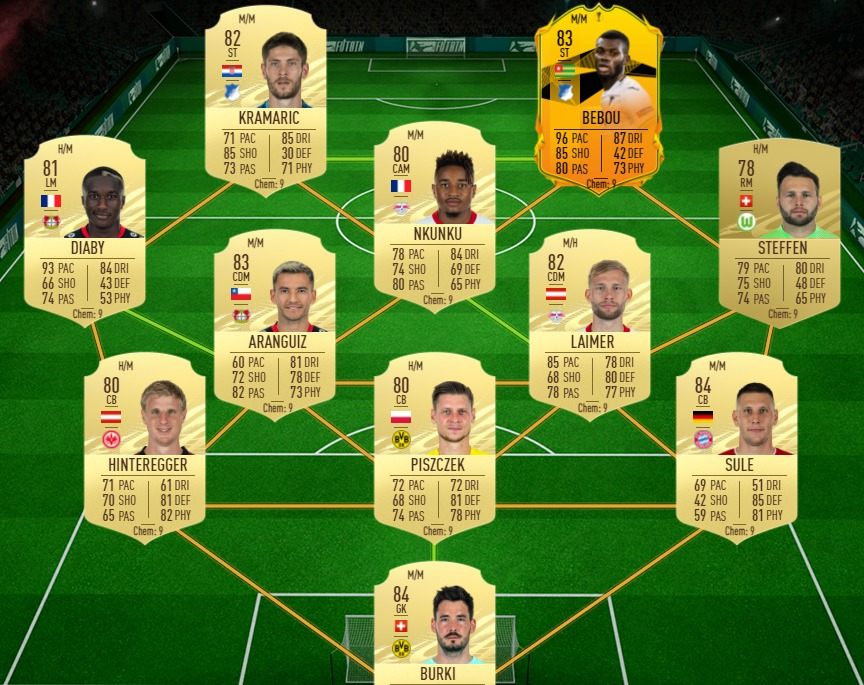 M/M
82
ST
KRAMARIC
71 PAC 85 DRI
85 SHO 30 DEF
73 PAS 71 PHY
Chem: 9
M/M
83
ST
BEBOU
96 PAC 87 DRI
85 SHO 42 DEF
80 PAS 73 PHY
Chem: 9
H/M
81
LM
DIABY
93 PAC 84 DRI
66 SHO 43 DEF
74 PAS 53 PHY
Chem: 9
M/M
80
CAM
NKUNKU
78 PAC 84 DRI
74 SHO 69 DEF
80 PAS 65 PHY
Chem: 9
H/M
78
RM
STEFFEN
79 PAC 80 DRI
75 SHO 48 DEF
74 PAS 65 PHY
Chem: 9
M/M
83
CDM
ARANGUIZ
60 PAC 81 DRI
72 SHO 78 DEF
82 PAS 73 PHY
Chem: 9
M/H
82
CDM
LAIMER
85 PAC 78 DRI
68 SHO 80 DEF
78 PAS 77 PHY
Chem: 9
H/M
80
CB
HINTEREGGER
71 PAC 61 DRI
70 SHO 81 DEF
65 PAS 82 PHY
Chem: 9
H/M
80
CB
BVB
PISZCZEK
72 PAC 72 DRI
68 SHO 81 DEF
74 PAS 78 PHY
Chem: 9
M/M
84
CB
SULE
69 PAC 51 DRI
42 SHO 85 DEF
59 PAS 81 PHY
Chem: 9
M/M
84
GK
BVB
BURKI